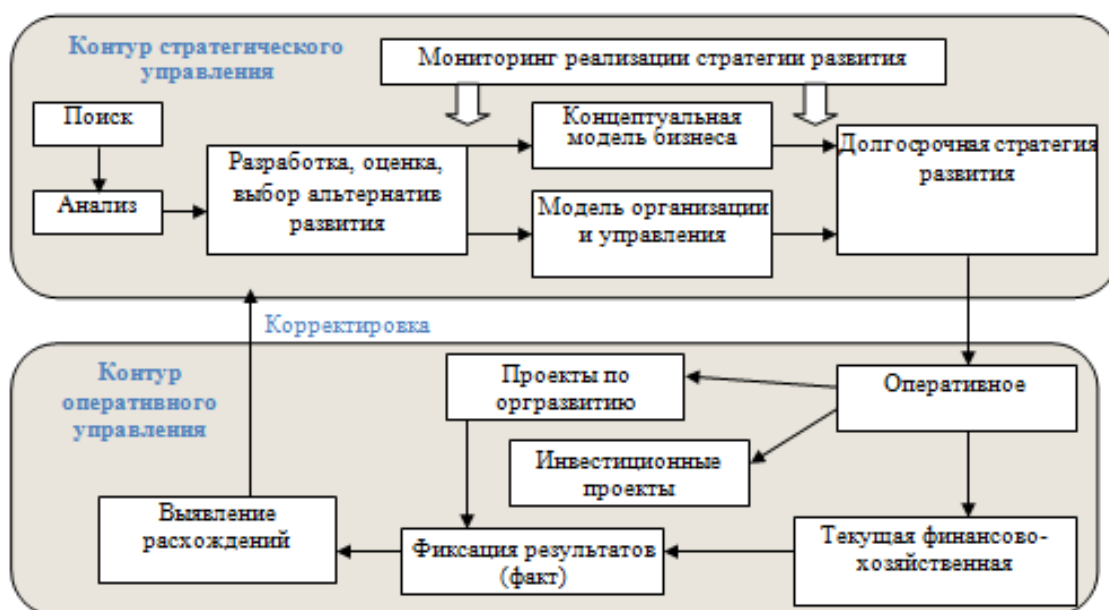 Контур стратегического
управления
Мониторинг реализации стратегии развития
Поиск
Анализ
Разработка, оценка,
выбор альтернатив
развития
Концептуальная
модель бизнеса
Модель организации
и управления
Долгосрочная стратегия
развития
Корректировка
Контур
оперативного
управления
Проекты по
оргразвитию
Оперативное
Инвестиционные
проекты
Выявление
расхождений
Фиксация результатов
(факт)
Текущая финансово-
хозяйственная